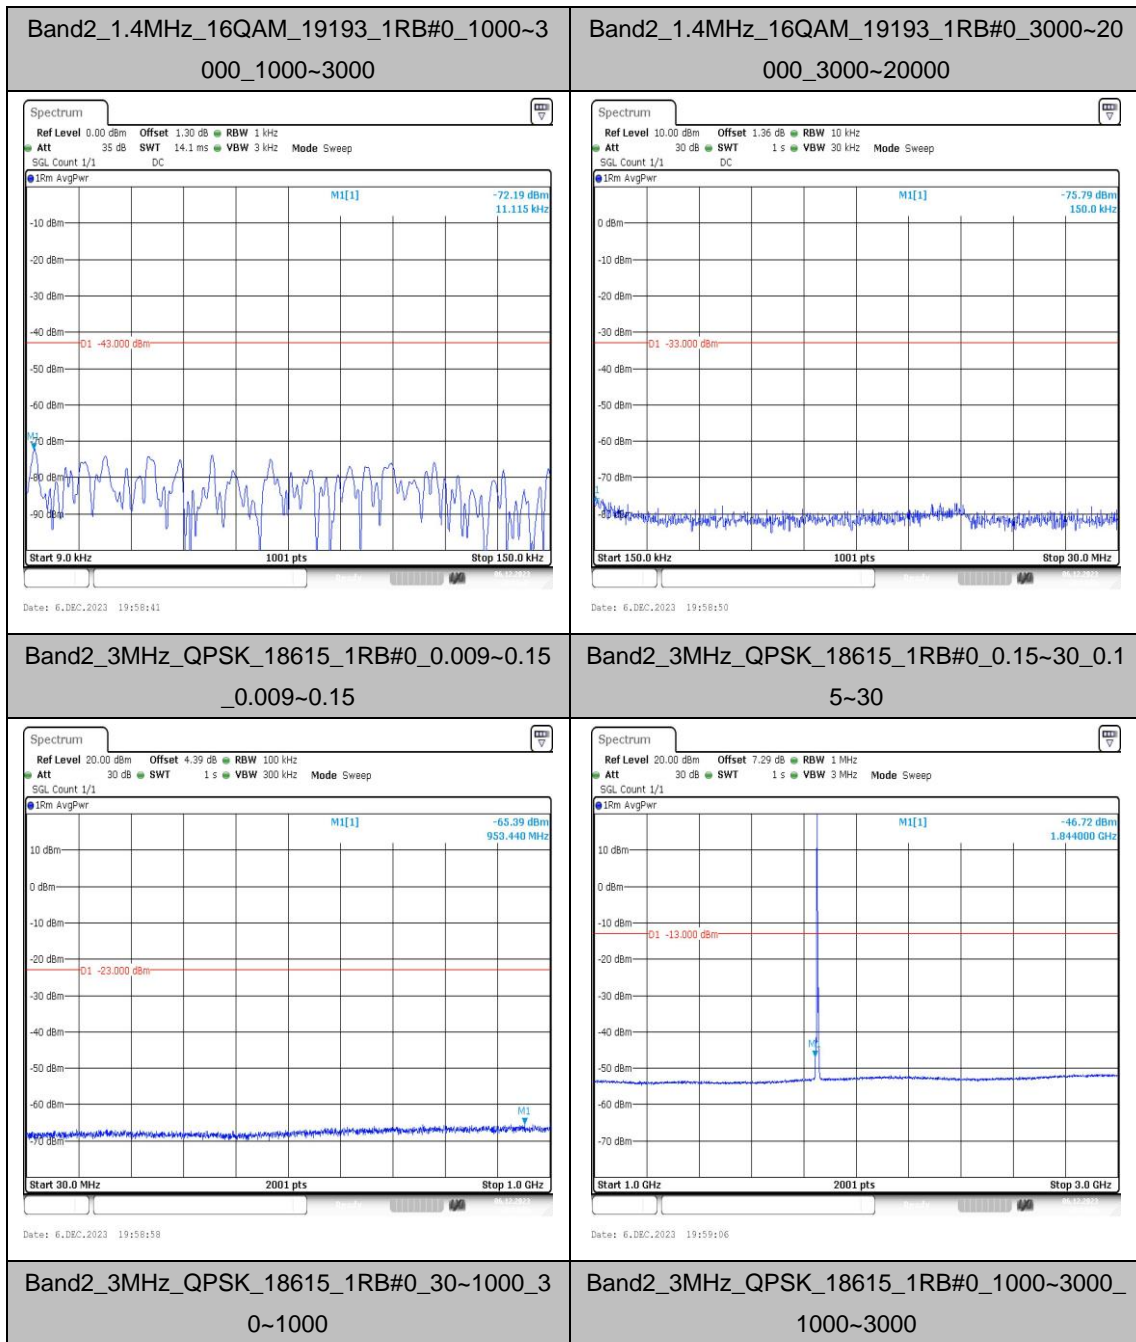 Band2_1.4MHz_16QAM_19193_1RB#0_1000~3
000_1000~3000
Band2_1.4MHz_16QAM_19193_1RB#0_3000~20
000_3000~20000
Spectrum
Ref Level 0.00 dBm Offset 1.30 dB RBW 1 kHz
Att 35 dB SWT 14.1 ms VBW 3 kHz Mode Sweep
SGL Count 1/1 DC
1Rm AvgPwr
M1[1] -72.19 dBm
11.115 kHz
-10 dBm
-20 dBm
-30 dBm
-40 dBm
D1 -43.000 dBm
-50 dBm
-60 dBm
M1
-70 dBm
-80 dBm
-90 dBm
Start 9.0 kHz 1001 pts Stop 150.0 kHz
Date: 6.DEC.2023 19:58:41
Spectrum
Ref Level 10.00 dBm Offset 1.36 dB RBW 10 kHz
Att 30 dB SWT 1 s VBW 30 kHz Mode Sweep
SGL Count 1/1 DC
1Rm AvgPwr
M1[1] -75.79 dBm
150.0 kHz
0 dBm
-10 dBm
-20 dBm
-30 dBm
D1 -33.000 dBm
-40 dBm
-50 dBm
-60 dBm
-70 dBm
-80 dBm
Start 150.0 kHz 1001 pts Stop 30.0 MHz
Date: 6.DEC.2023 19:58:50
Band2_3MHz_QPSK_18615_1RB#0_0.009~0.15
_0.009~0.15
Band2_3MHz_QPSK_18615_1RB#0_0.15~30_0.1
5~30
Spectrum
Ref Level 20.00 dBm Offset 4.39 dB RBW 100 kHz
Att 30 dB SWT 1 s VBW 300 kHz Mode Sweep
SGL Count 1/1
1Rm AvgPwr
M1[1] -65.39 dBm
953.440 MHz
10 dBm
0 dBm
-10 dBm
-20 dBm
D1 -23.000 dBm
-30 dBm
-40 dBm
-50 dBm
-60 dBm
M1
-70 dBm
Start 30.0 MHz 2001 pts Stop 1.0 GHz
Date: 6.DEC.2023 19:58:58
Spectrum
Ref Level 20.00 dBm Offset 7.29 dB RBW 1 MHz
Att 30 dB SWT 1 s VBW 3 MHz Mode Sweep
SGL Count 1/1
1Rm AvgPwr
M1[1] -46.72 dBm
1.844000 GHz
10 dBm
0 dBm
-10 dBm
D1 -13.000 dBm
-20 dBm
-30 dBm
-40 dBm
-50 dBm
-60 dBm
-70 dBm
Start 1.0 GHz 2001 pts Stop 3.0 GHz
Date: 6.DEC.2023 19:59:06
Band2_3MHz_QPSK_18615_1RB#0_30~1000_3
0~1000
Band2_3MHz_QPSK_18615_1RB#0_1000~3000_
1000~3000